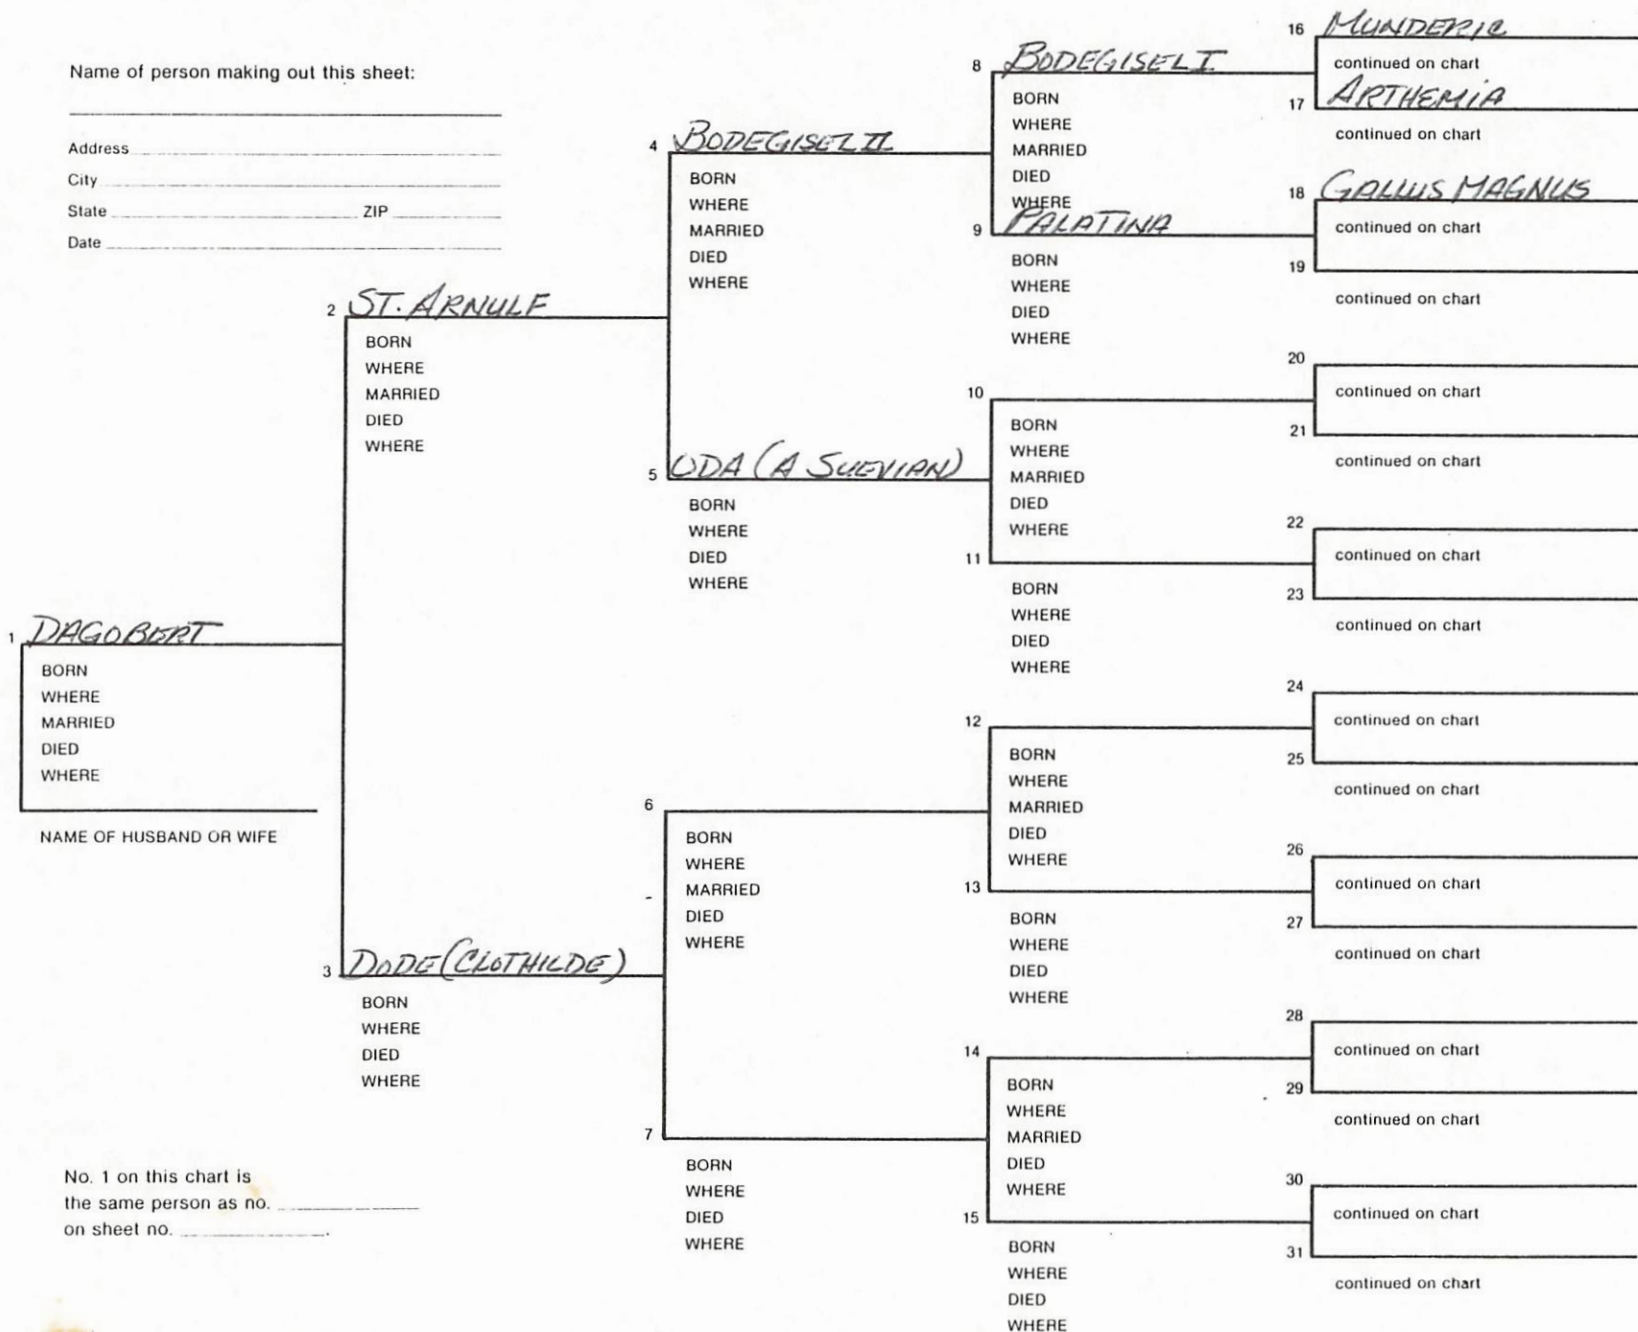 Name of person making out this sheet:
Address
City
State ZIP
Date
1 DAGOBERT
BORN
WHERE
MARRIED
DIED
WHERE
NAME OF HUSBAND OR WIFE
No. 1 on this chart is
the same person as no.
on sheet no. .
2 ST. ARNULF
BORN
WHERE
MARRIED
DIED
WHERE
3 DODE (CLOTHILDE)
BORN
WHERE
DIED
WHERE
4 BODEGISEL II
BORN
WHERE
MARRIED
DIED
WHERE
5 ODA (A SUEVIAN)
BORN
WHERE
DIED
WHERE
6
BORN
WHERE
MARRIED
DIED
WHERE
7
BORN
WHERE
DIED
WHERE
8 BODEGISEL I
BORN
WHERE
MARRIED
DIED
WHERE
9 PALATINA
BORN
WHERE
DIED
WHERE
10
BORN
WHERE
MARRIED
DIED
WHERE
11
BORN
WHERE
DIED
WHERE
12
BORN
WHERE
MARRIED
DIED
WHERE
13
BORN
WHERE
DIED
WHERE
14
BORN
WHERE
MARRIED
DIED
WHERE
15
BORN
WHERE
DIED
WHERE
16 MUNDERIC
continued on chart
17 ARTHEMIA
continued on chart
18 GALLUS MAGNUS
continued on chart
19
continued on chart
20
continued on chart
21
continued on chart
22
continued on chart
23
continued on chart
24
continued on chart
25
continued on chart
26
continued on chart
27
continued on chart
28
continued on chart
29
continued on chart
30
continued on chart
31
continued on chart